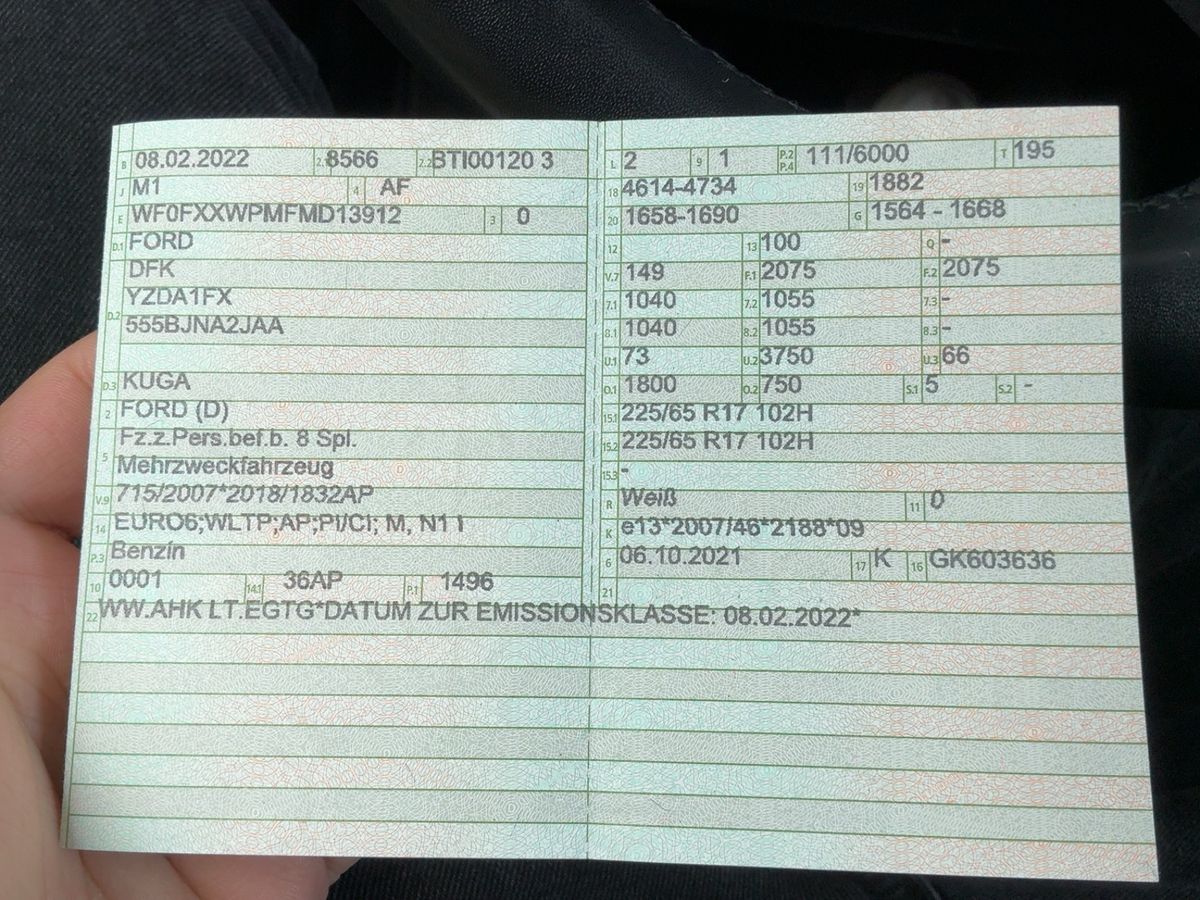 B 08.02.2022 2.1 8566 2.2 BTI00120 3
J M1 4 AF
E WF0FXXWPMFMD13912 3 0
D.1 FORD
DFK
D.2 YZDA1FX
555BJNA2JAA
D.3 KUGA
2 FORD (D)
5 Fz.z.Pers.bef.b. 8 Spl.
Mehrzweckfahrzeug
V.9 715/2007*2018/1832AP
14 EURO6;WLTP;AP;PI/CI; M, N1 I
P.3 Benzin
10 0001 14.1 36AP P.1 1496
L 2 9 1 P.2 P.4 111/6000 T 195
18 4614-4734 19 1882
20 1658-1690 G 1564 - 1668
12 13 100 Q -
V.7 149 F.1 2075 F.2 2075
7.1 1040 7.2 1055 7.3 -
8.1 1040 8.2 1055 8.3 -
U.1 73 U.2 3750 U.3 66
O.1 1800 O.2 750 S.1 5 S.2 -
15.1 225/65 R17 102H
15.2 225/65 R17 102H
15.3 -
R Weiß 11 0
K e13*2007/46*2188*09
6 06.10.2021 17 K 16 GK603636
21
22 WW.AHK LT.EGTG*DATUM ZUR EMISSIONSKLASSE: 08.02.2022*